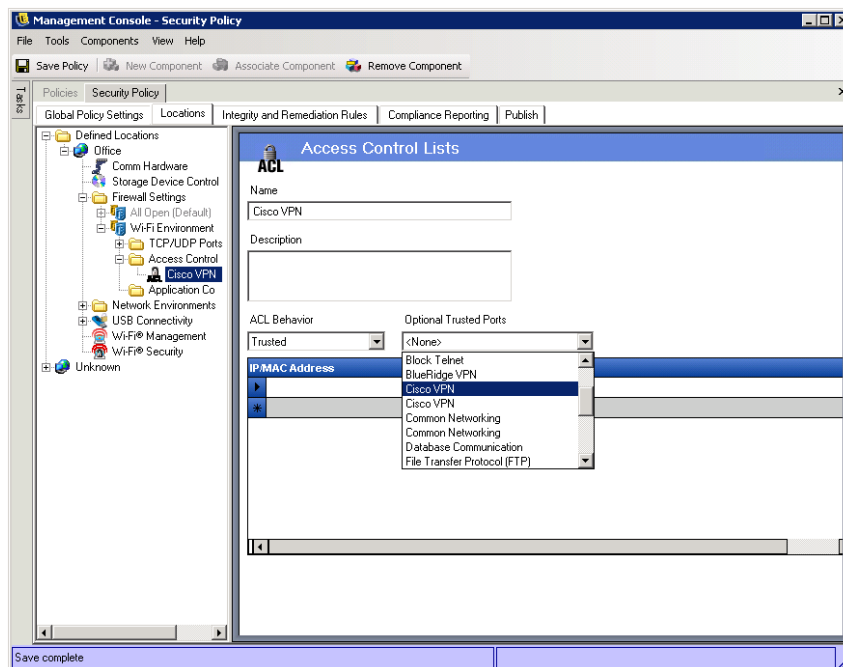 Management Console - Security Policy
File Tools Components View Help
Save Policy New Component Associate Component Remove Component
Tasks
Policies Security Policy
Global Policy Settings Locations Integrity and Remediation Rules Compliance Reporting Publish
Defined Locations
Office
Comm Hardware
Storage Device Control
Firewall Settings
All Open (Default)
Wi-Fi Environment
TCP/UDP Ports
Access Control
Cisco VPN
Application Co
Network Environments
USB Connectivity
Wi-Fi® Management
Wi-Fi® Security
Unknown
ACL
Access Control Lists
Name
Cisco VPN
Description
ACL Behavior Optional Trusted Ports
Trusted <None>
IP/MAC Address
Block Telnet
BlueRidge VPN
Cisco VPN
Cisco VPN
Common Networking
Common Networking
Database Communication
File Transfer Protocol (FTP)
Save complete